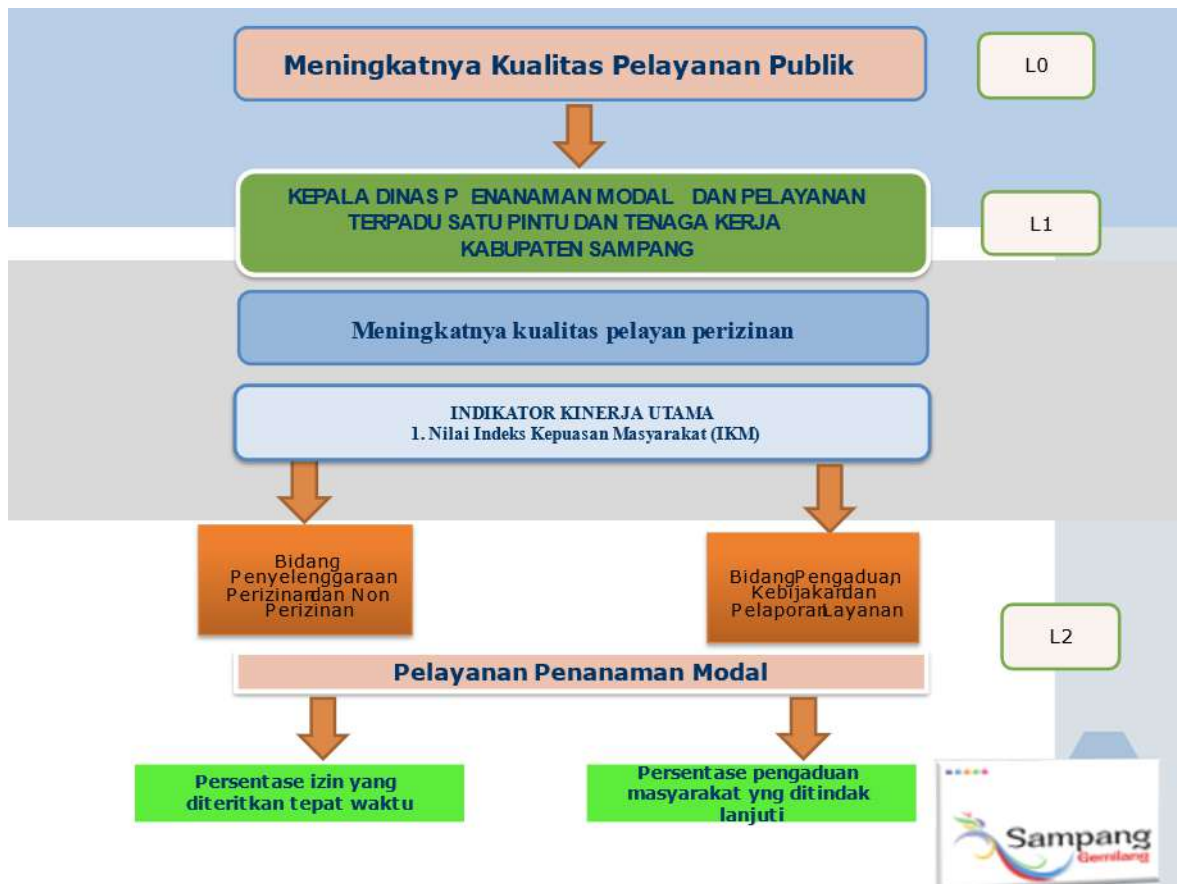 Meningkatnya Kualitas Pelayanan Publik
L0
KEPALA DINAS P ENANAMAN MODAL DAN PELAYANAN
TERPADU SATU PINTU DAN TENAGA KERJA
KABUPATEN SAMPANG
L1
Meningkatnya kualitas pelayan perizinan
INDIKATOR KINERJA UTAMA
1. Nilai Indeks Kepuasan Masyarakat (IKM)
Bidang
Penyelenggaraan
Perizinandan Non
Perizinan
BidangPengaduan,
Kebijakandan
PelaporanLayanan
L2
Pelayanan Penanaman Modal
Persentase izin yang
diteritkan tepat waktu
Persentase pengaduan
masyarakat yng ditindak
lanjuti
Sampang
Gemilang